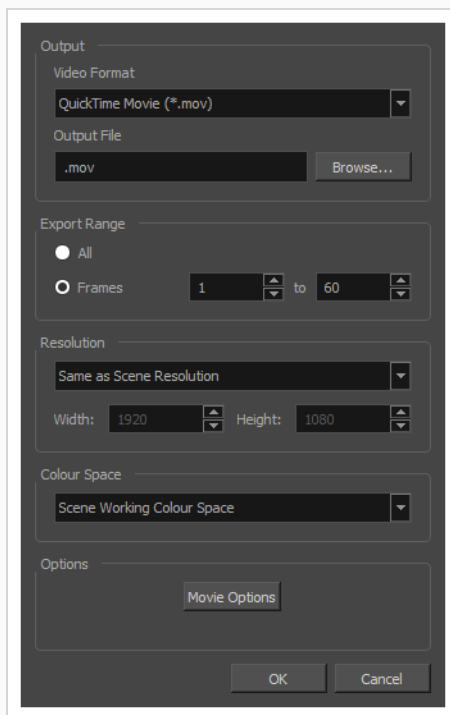 Output
Video Format
QuickTime Movie (*.mov)
Output File
.mov Browse...
Export Range
All
Frames 1 to 60
Resolution
Same as Scene Resolution
Width: 1920 Height: 1080
Colour Space
Scene Working Colour Space
Options
Movie Options
OK Cancel